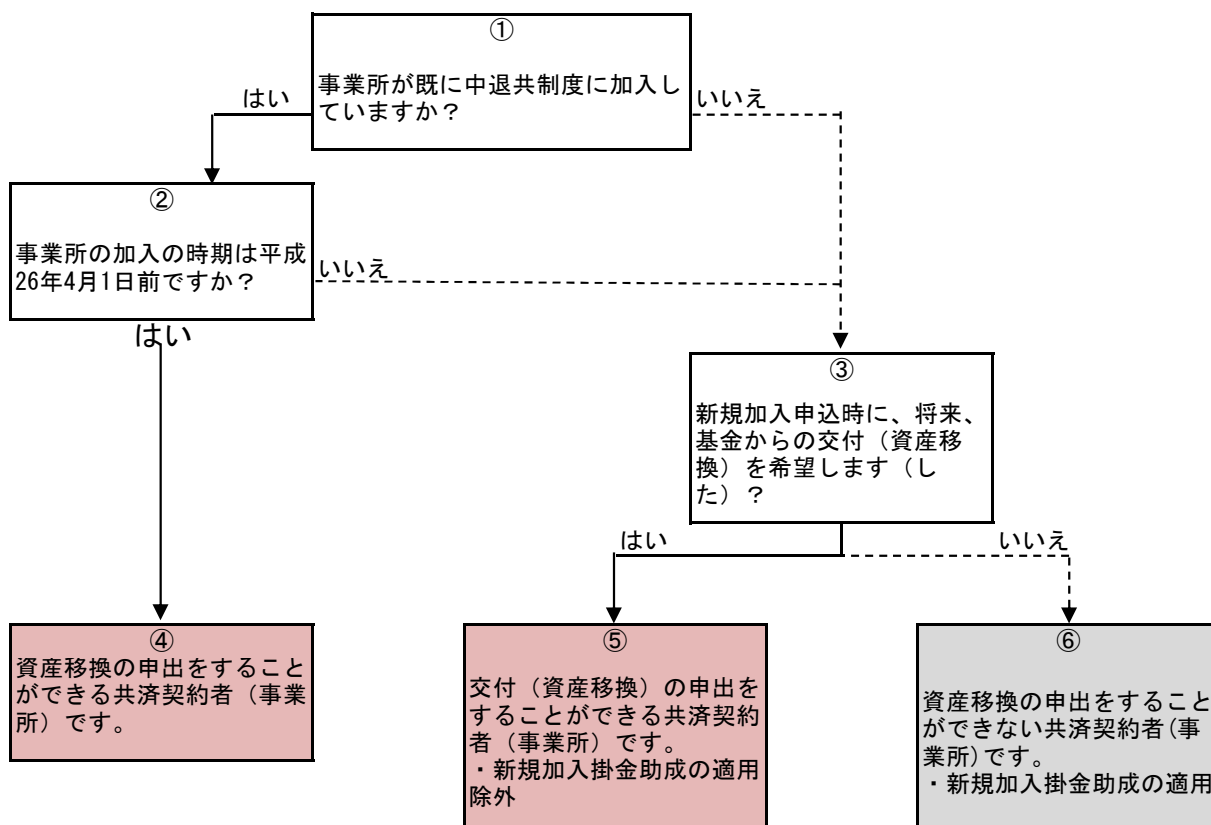 ①
事業所が既に中退共制度に加入し
ていますか？
はい
いいえ
②
事業所の加入の時期は平成
26年4月1日前ですか？
いいえ
はい
③
新規加入申込時に、将来、
基金からの交付（資産移
換）を希望します（し
た）？
はい
いいえ
④
資産移換の申出をすること
ができる共済契約者（事業
所）です。
⑤
交付（資産移換）の申出を
することができる共済契約
者（事業所）です。
・新規加入掛金助成の適用
除外
⑥
資産移換の申出をすること
ができない共済契約者(事
業所)です。
・新規加入掛金助成の適用